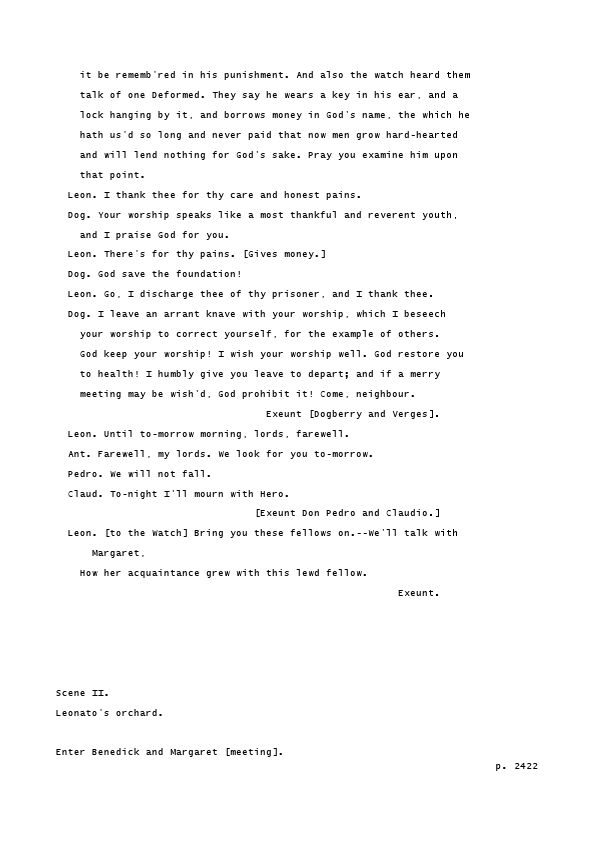 it be rememb'red in his punishment. And also the watch heard them
talk of one Deformed. They say he wears a key in his ear, and a
lock hanging by it, and borrows money in God's name, the which he
hath us'd so long and never paid that now men grow hard-hearted
and will lend nothing for God's sake. Pray you examine him upon
that point.
Leon. I thank thee for thy care and honest pains.
Dog. Your worship speaks like a most thankful and reverent youth,
and I praise God for you.
Leon. There's for thy pains. [Gives money.]
Dog. God save the foundation!
Leon. Go, I discharge thee of thy prisoner, and I thank thee.
Dog. I leave an arrant knave with your worship, which I beseech
your worship to correct yourself, for the example of others.
God keep your worship! I wish your worship well. God restore you
to health! I humbly give you leave to depart; and if a merry
meeting may be wish'd, God prohibit it! Come, neighbour.
Exeunt [Dogberry and Verges].
Leon. Until to-morrow morning, lords, farewell.
Ant. Farewell, my lords. We look for you to-morrow.
Pedro. We will not fall.
Claud. To-night I'll mourn with Hero.
[Exeunt Don Pedro and Claudio.]
Leon. [to the Watch] Bring you these fellows on.--We'll talk with
Margaret,
How her acquaintance grew with this lewd fellow.
Exeunt.
Scene II.
Leonato's orchard.
Enter Benedick and Margaret [meeting].
p. 2422